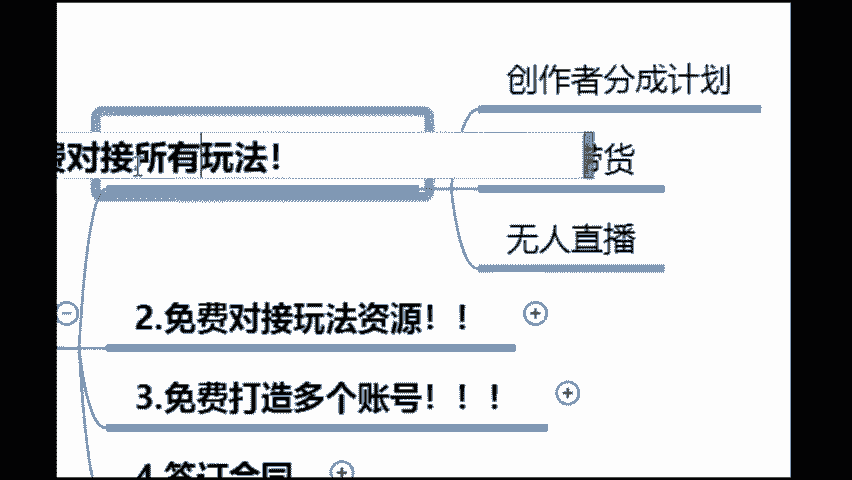 创作者分成计划
费对接所有玩法！
带货
无人直播
2.免费对接玩法资源！！
3.免费打造多个账号！！！
4.签订合同